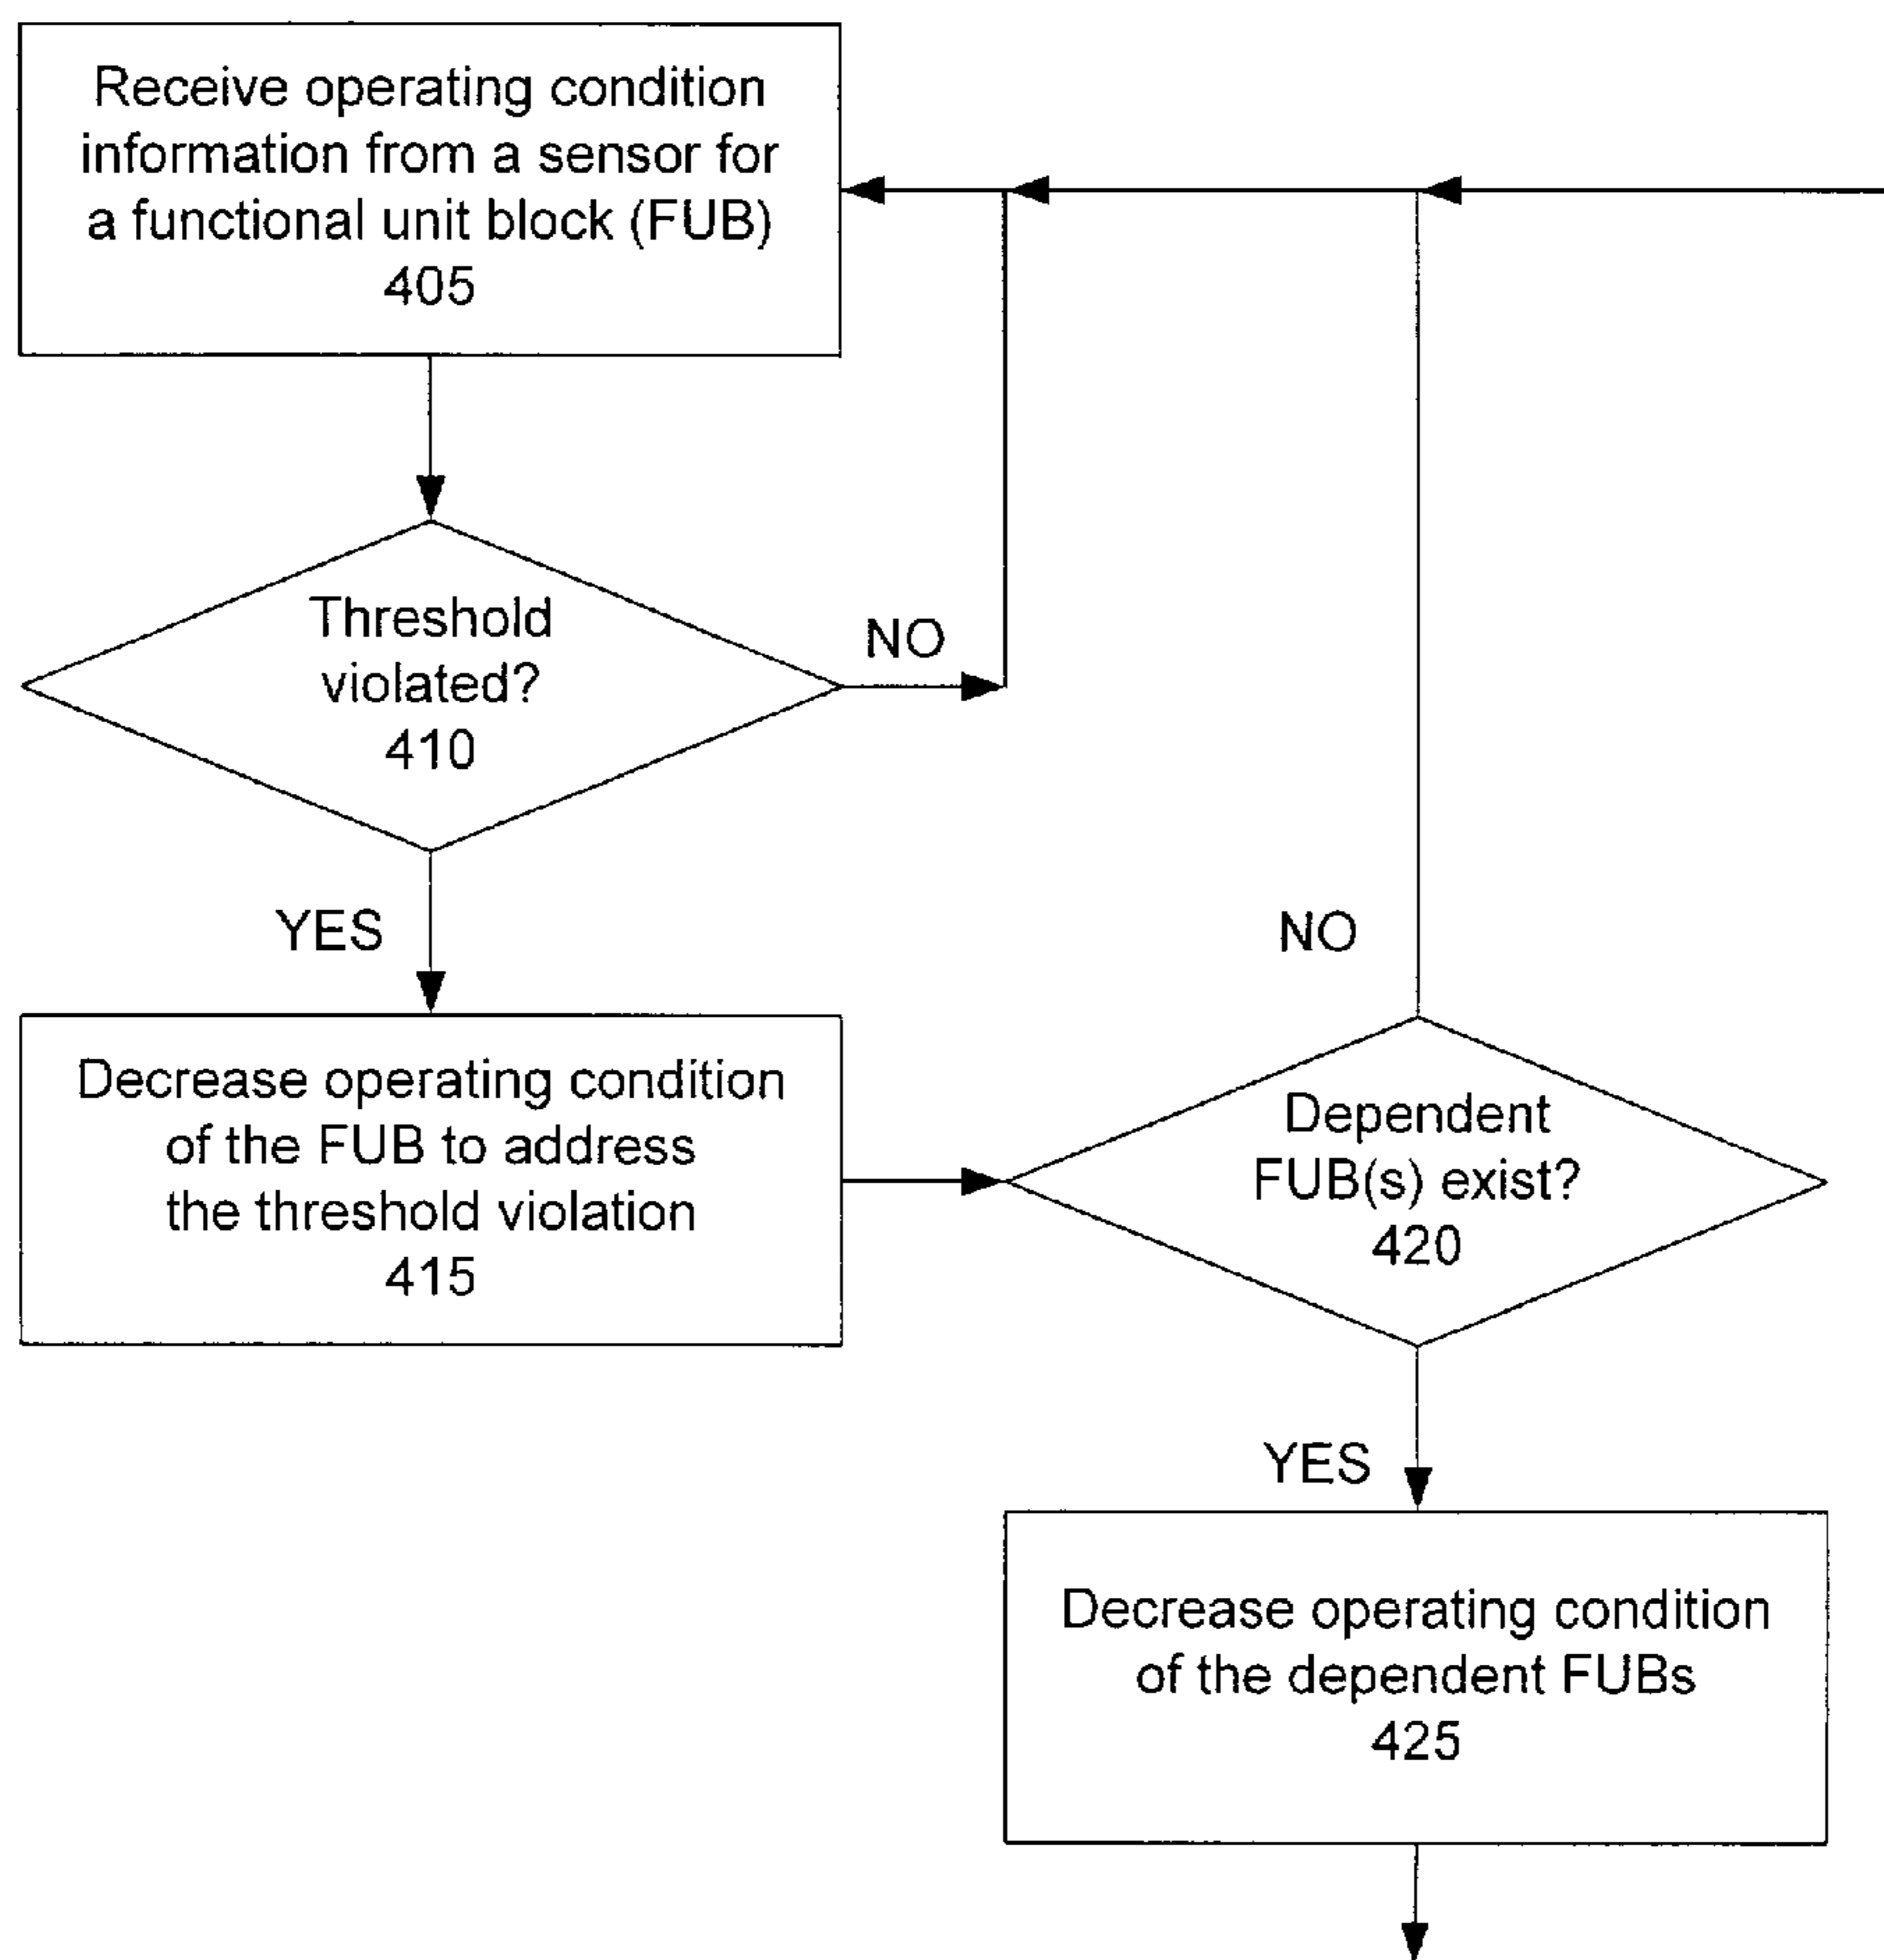 Receive operating condition
information from a sensor for
a functional unit block (FUB)
405
Threshold
violated?
410
NO
YES
Decrease operating condition
of the FUB to address
the threshold violation
415
NO
Dependent
FUB(s) exist?
420
YES
Decrease operating condition
of the dependent FUBs
425